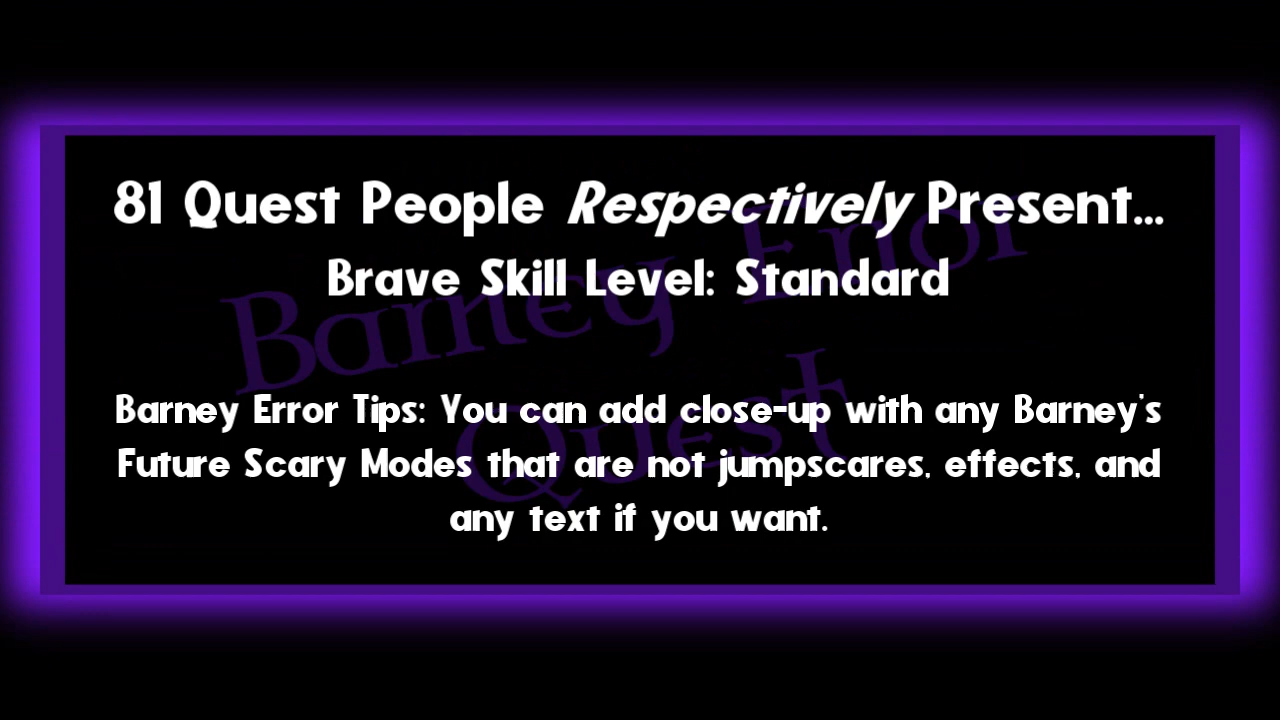 81 Quest People Respectively Present...
Brave Skill Level: Standard
Barney Error
Quest
Barney Error Tips: You can add close-up with any Barney's
Future Scary Modes that are not jumpscares, effects, and
any text if you want.